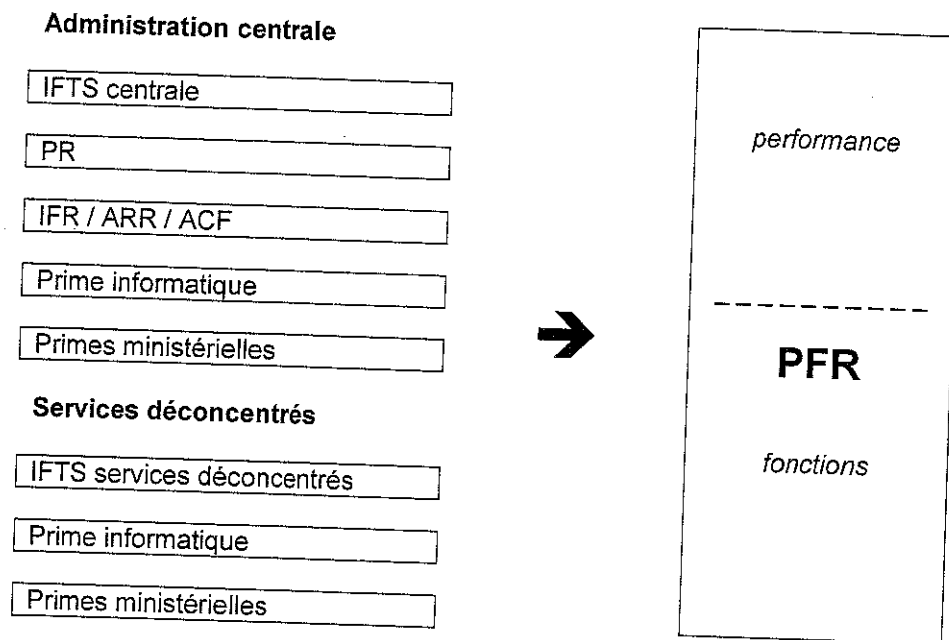 Administration centrale
IFTS centrale
PR
IFR / ARR / ACF
Prime informatique
Primes ministérielles
Services déconcentrés
IFTS services déconcentrés
Prime informatique
Primes ministérielles
performance
PFR
fonctions